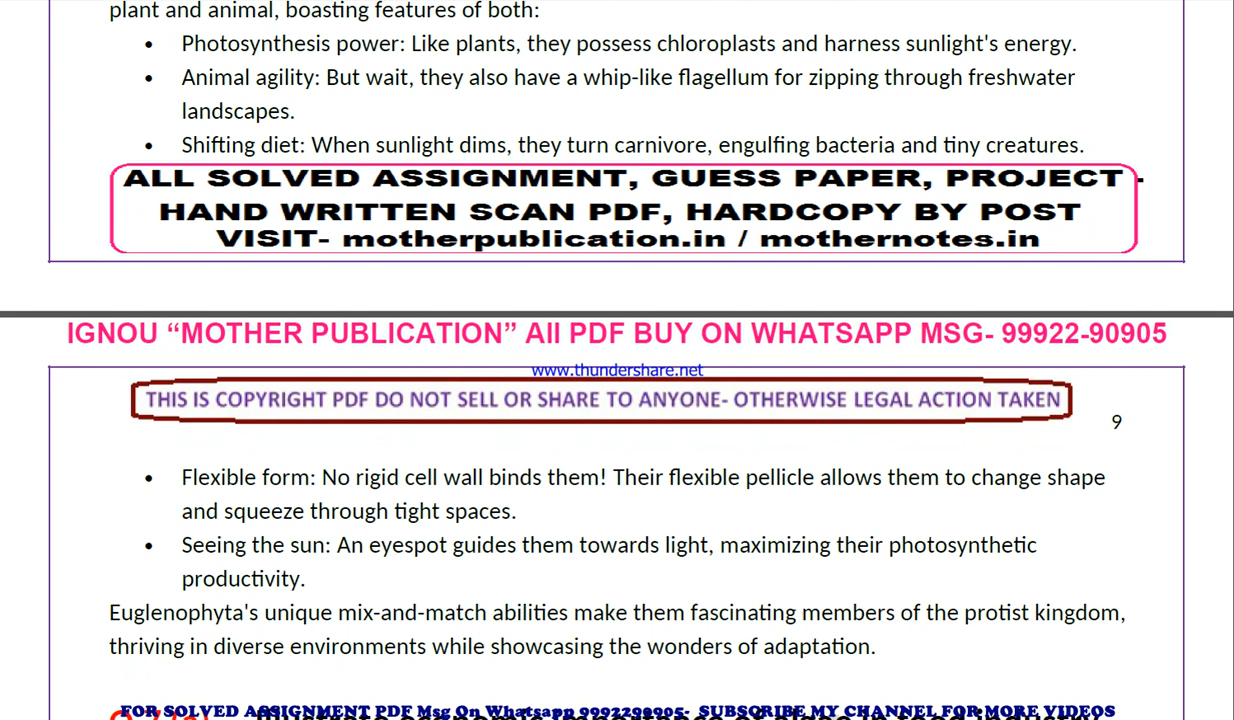 plant and animal, boasting features of both:
• Photosynthesis power: Like plants, they possess chloroplasts and harness sunlight's energy.
• Animal agility: But wait, they also have a whip-like flagellum for zipping through freshwater
landscapes.
• Shifting diet: When sunlight dims, they turn carnivore, engulfing bacteria and tiny creatures.
ALL SOLVED ASSIGNMENT, GUESS PAPER, PROJECT -
HAND WRITTEN SCAN PDF, HARDCOPY BY POST
VISIT- motherpublication.in / mothernotes.in
IGNOU “MOTHER PUBLICATION” All PDF BUY ON WHATSAPP MSG- 99922-90905
www.thundershare.net
THIS IS COPYRIGHT PDF DO NOT SELL OR SHARE TO ANYONE- OTHERWISE LEGAL ACTION TAKEN
9
• Flexible form: No rigid cell wall binds them! Their flexible pellicle allows them to change shape
and squeeze through tight spaces.
• Seeing the sun: An eyespot guides them towards light, maximizing their photosynthetic
productivity.
Euglenophyta's unique mix-and-match abilities make them fascinating members of the protist kingdom,
thriving in diverse environments while showcasing the wonders of adaptation.
FOR SOLVED ASSIGNMENT PDF Msg On Whatsapp 9992290905- SUBSCRIBE MY CHANNEL FOR MORE VIDEOS